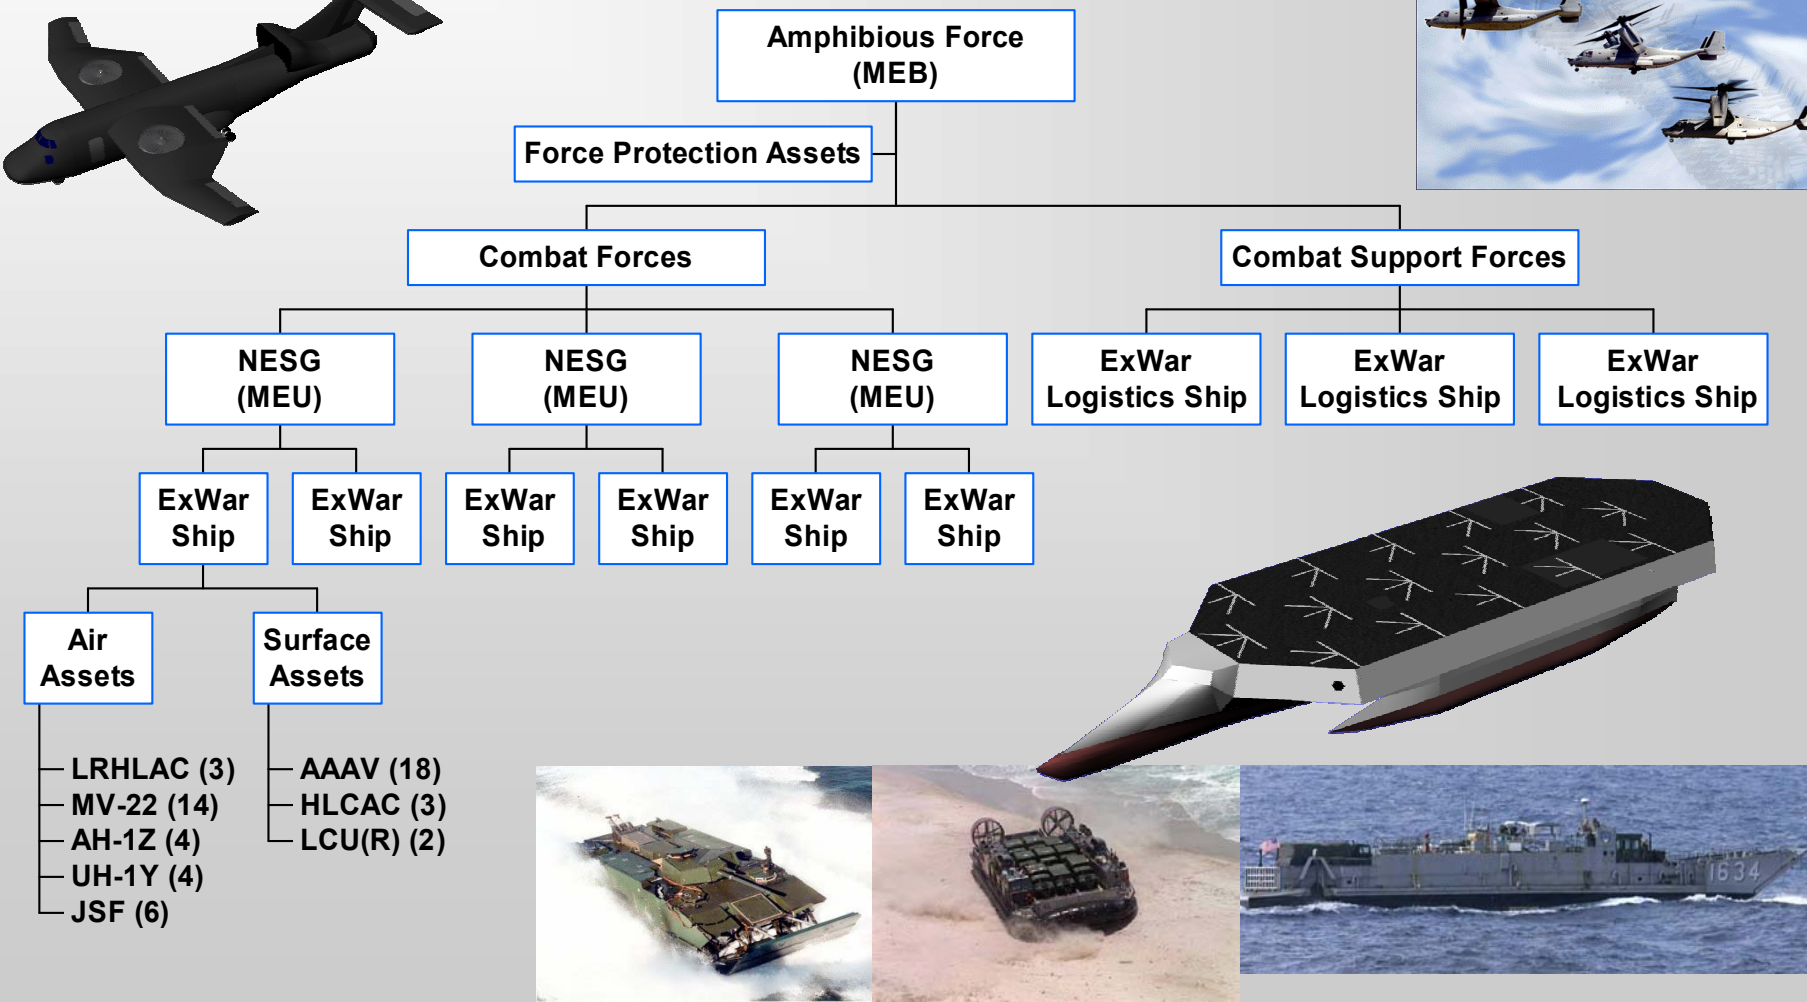 Amphibious Force
(MEB)
Force Protection Assets
Combat Forces
Combat Support Forces
NESG
(MEU)
NESG
(MEU)
NESG
(MEU)
ExWar
Logistics Ship
ExWar
Logistics Ship
ExWar
Logistics Ship
ExWar
Ship
ExWar
Ship
ExWar
Ship
ExWar
Ship
ExWar
Ship
ExWar
Ship
Air
Assets
Surface
Assets
LRHLAC (3)
MV-22 (14)
AH-1Z (4)
UH-1Y (4)
JSF (6)
AAAV (18)
HLCAC (3)
LCU(R) (2)
1634